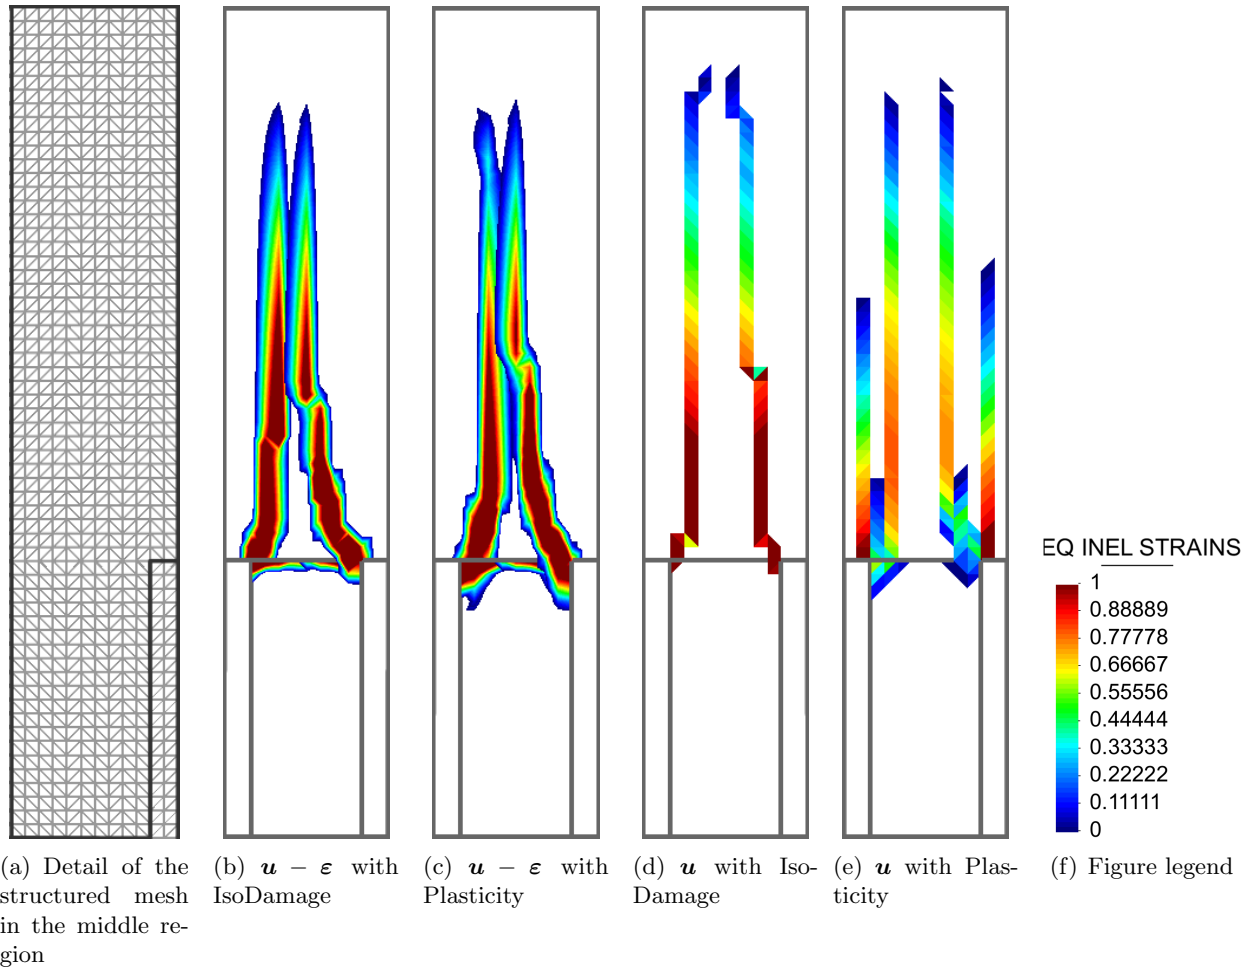 EQ INEL STRAINS
1
0.88889
0.77778
0.66667
0.55556
0.44444
0.33333
0.22222
0.11111
0
(a) Detail of the
structured mesh
in the middle re-
gion
(b) u − ε with
IsoDamage
(c) u − ε with
Plasticity
(d) u with Iso-
Damage
(e) u with Plas-
ticity
(f) Figure legend